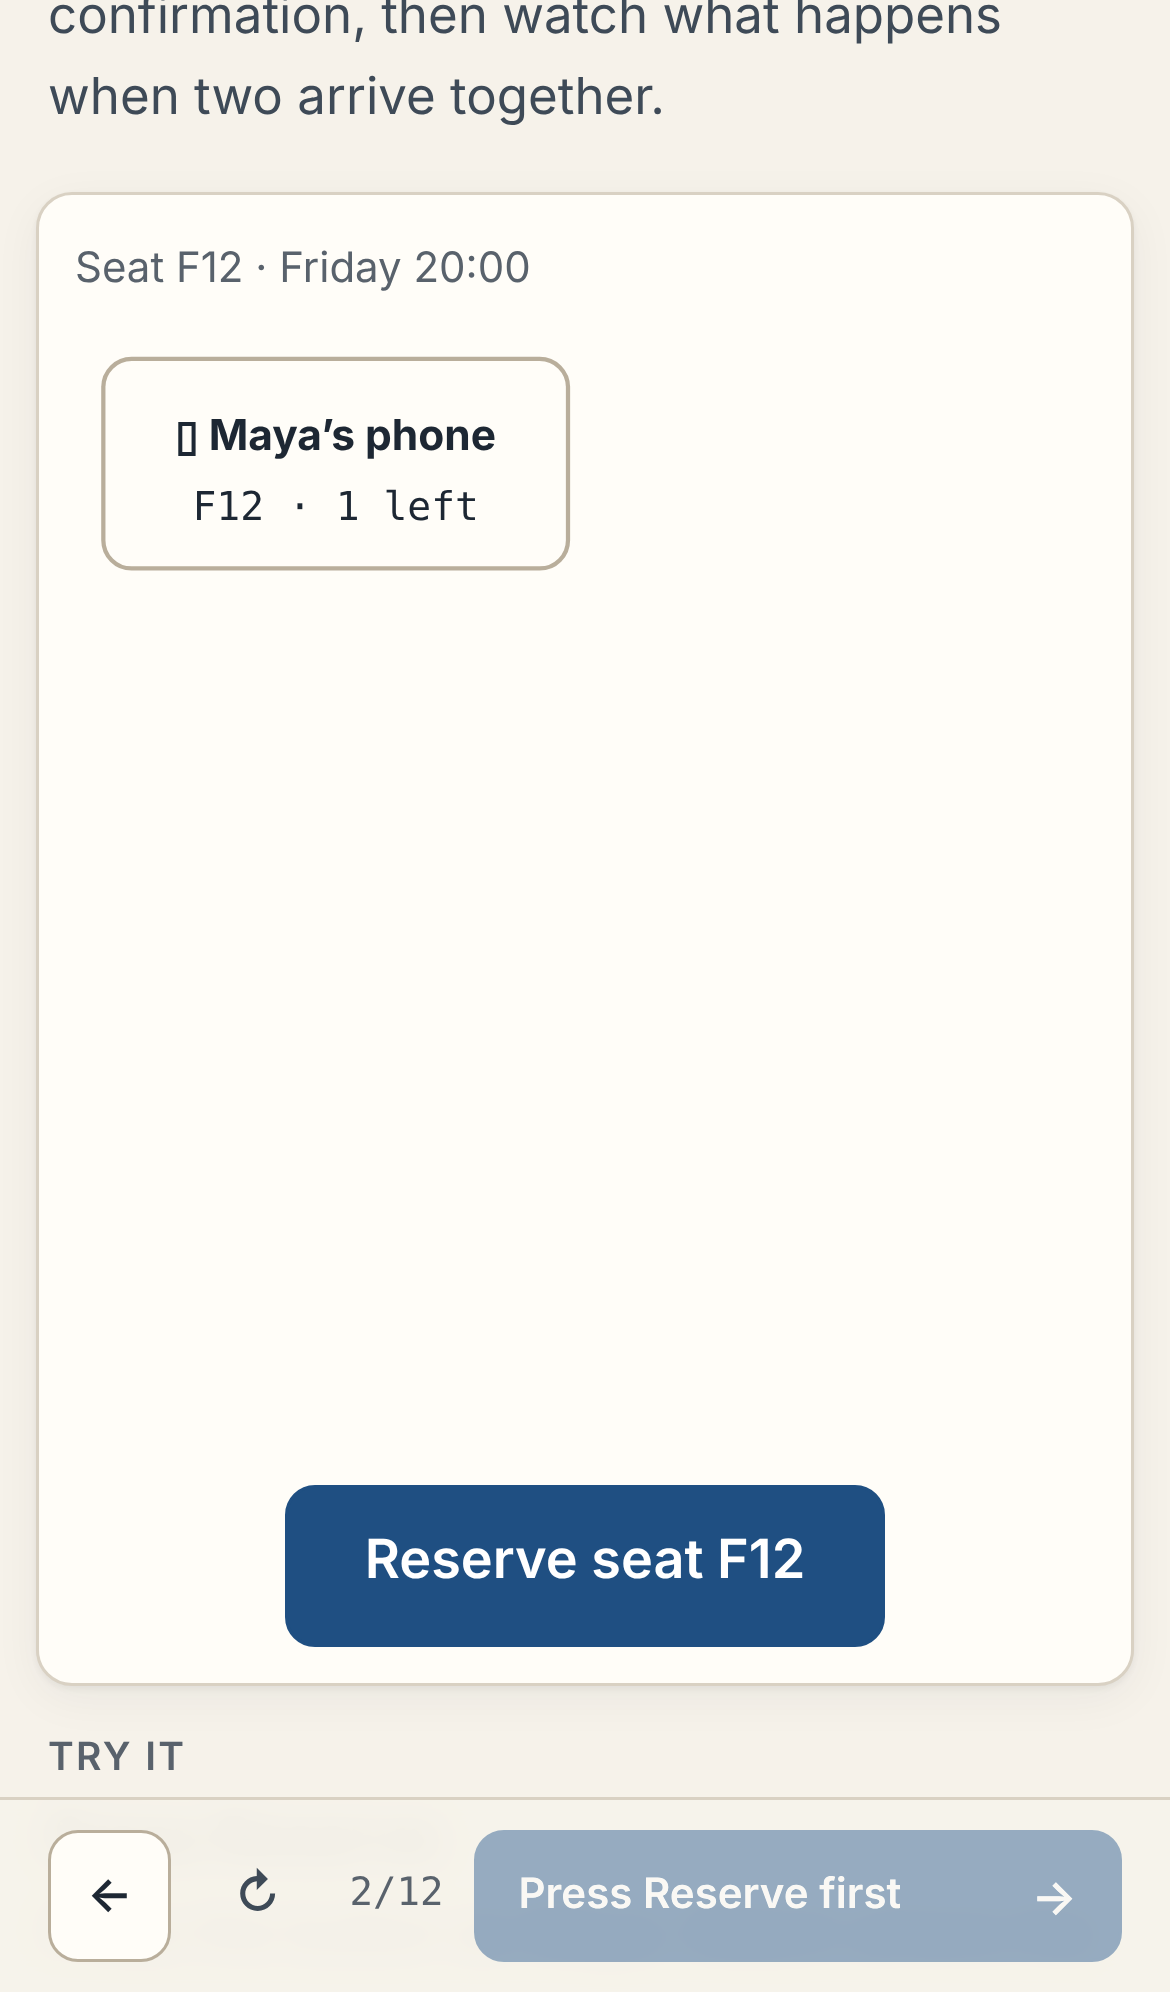 confirmation, then watch what happens
when two arrive together.
Seat F12 · Friday 20:00
Maya’s phone
F12 · 1 left
Reserve seat F12
TRY IT
2/12
Press Reserve first →